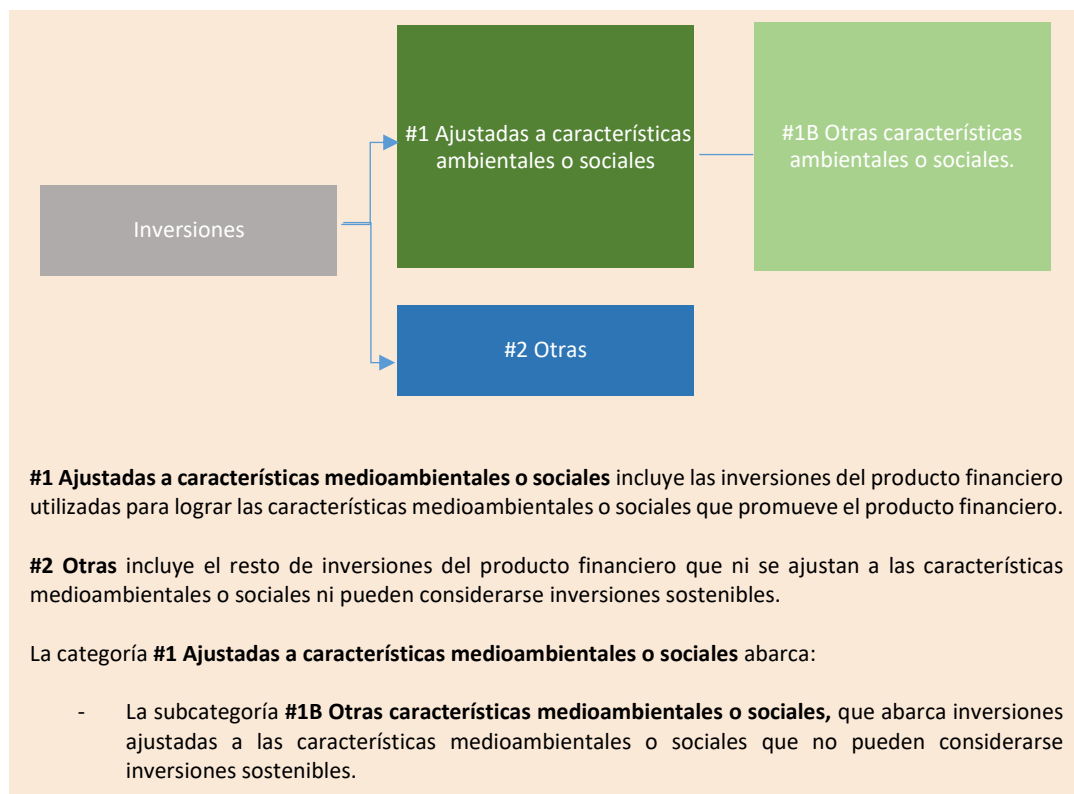 #1 Ajustadas a características
ambientales o sociales
#1B Otras características
ambientales o sociales.
Inversiones
#2 Otras
#1 Ajustadas a características medioambientales o sociales incluye las inversiones del producto financiero
utilizadas para lograr las características medioambientales o sociales que promueve el producto financiero.
#2 Otras incluye el resto de inversiones del producto financiero que ni se ajustan a las características
medioambientales o sociales ni pueden considerarse inversiones sostenibles.
La categoría #1 Ajustadas a características medioambientales o sociales abarca:
- La subcategoría #1B Otras características medioambientales o sociales, que abarca inversiones
ajustadas a las características medioambientales o sociales que no pueden considerarse
inversiones sostenibles.